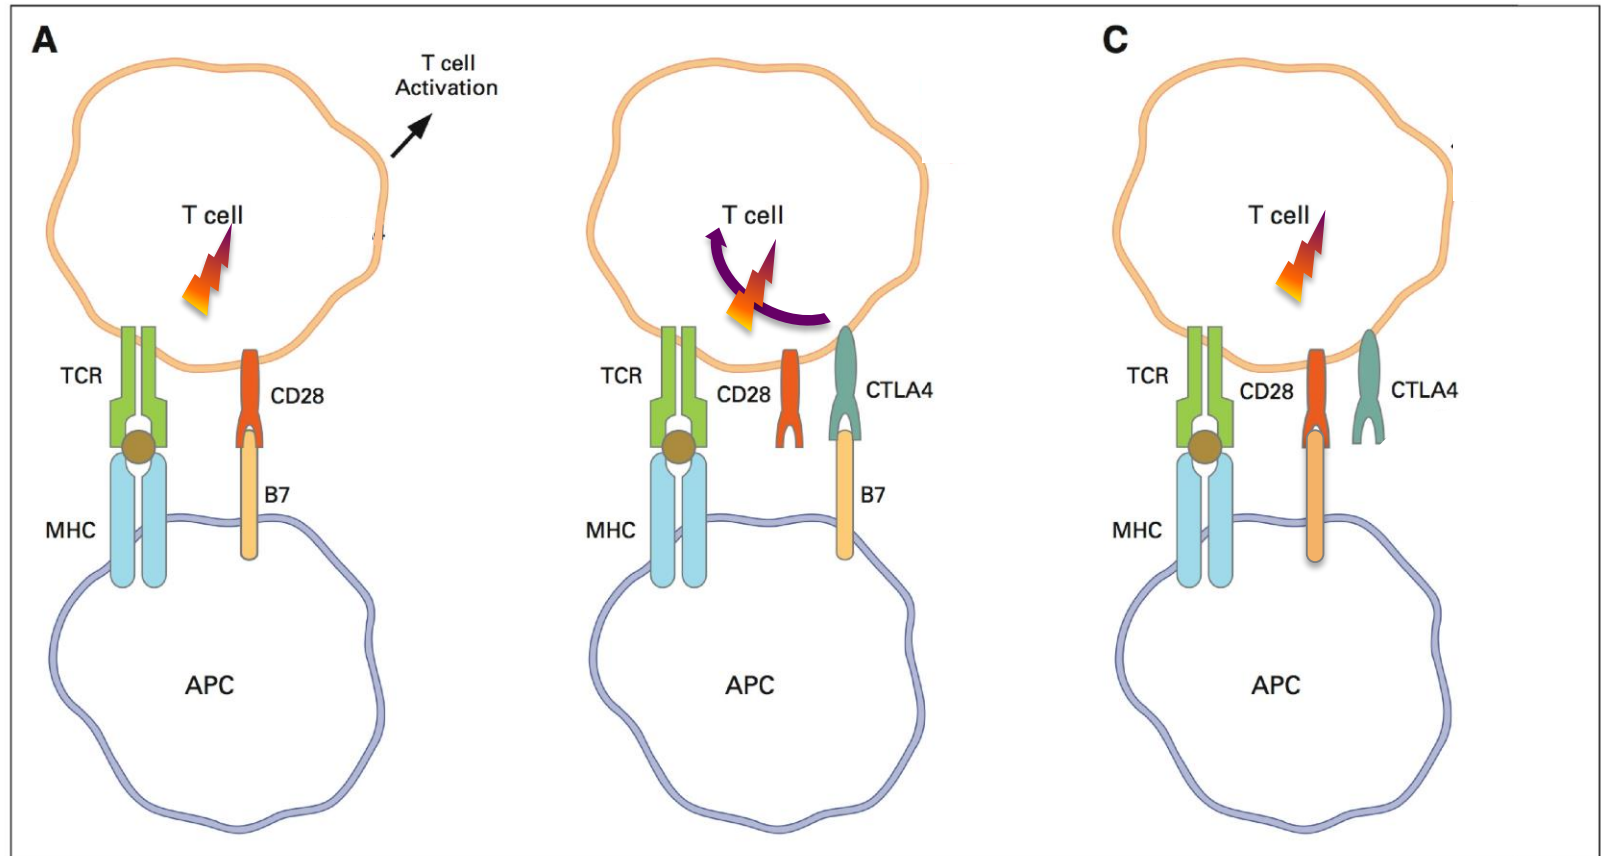 A
T cell
Activation
T cell
TCR
CD28
B7
MHC
APC
T cell
TCR
CD28
CTLA4
B7
MHC
APC
C
T cell
TCR
CD28
CTLA4
MHC
APC